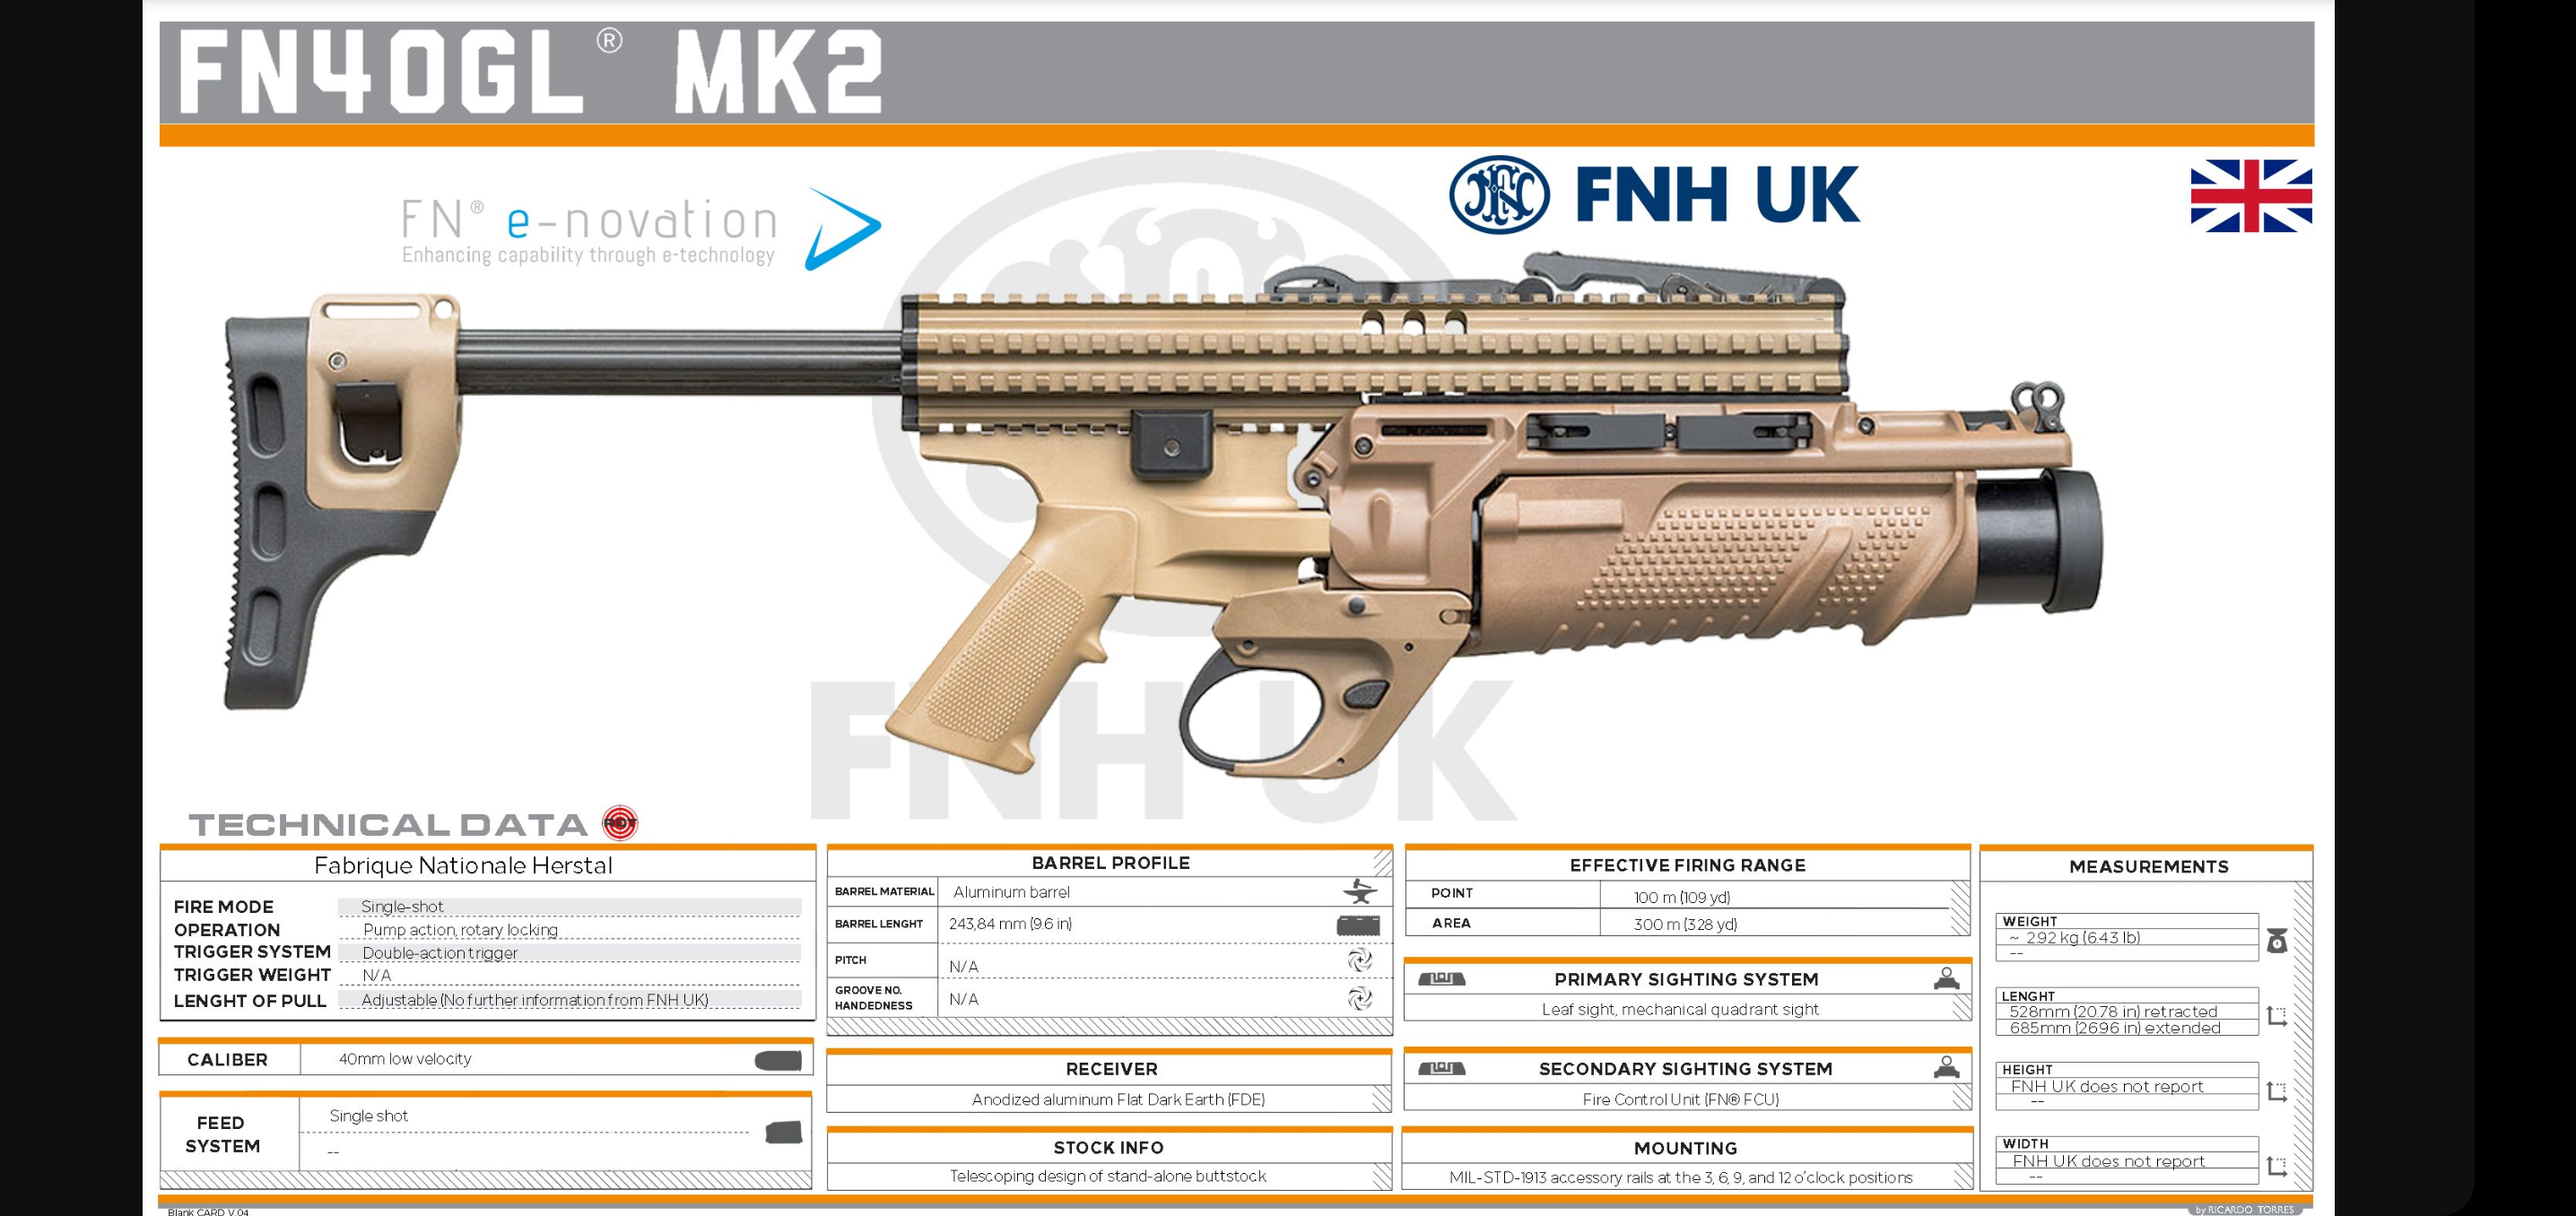 FN40GL® MK2
FN® e-novation
Enhancing capability through e-technology
FNH UK
FNH UK
TECHNICAL DATA RDT
Fabrique Nationale Herstal
FIRE MODE Single-shot
OPERATION Pump action, rotary locking
TRIGGER SYSTEM Double-action trigger
TRIGGER WEIGHT N/A
LENGHT OF PULL Adjustable (No further information from FNH UK)
CALIBER 40mm low velocity
FEED SYSTEM Single shot
--
BARREL PROFILE
BARREL MATERIAL Aluminum barrel
BARREL LENGHT 243,84 mm (9.6 in)
PITCH N/A
GROOVE NO. HANDEDNESS N/A
RECEIVER
Anodized aluminum Flat Dark Earth (FDE)
STOCK INFO
Telescoping design of stand-alone buttstock
EFFECTIVE FIRING RANGE
POINT 100 m (109 yd)
AREA 300 m (328 yd)
PRIMARY SIGHTING SYSTEM
Leaf sight, mechanical quadrant sight
SECONDARY SIGHTING SYSTEM
Fire Control Unit (FN® FCU)
MOUNTING
MIL-STD-1913 accessory rails at the 3, 6, 9, and 12 o'clock positions
MEASUREMENTS
WEIGHT
~ 2.92 kg (6.43 lb)
--
LENGHT
528mm (20.78 in) retracted
685mm (26.96 in) extended
HEIGHT
FNH UK does not report
--
WIDTH
FNH UK does not report
--
Blank CARD V.04
by RICARDO TORRES